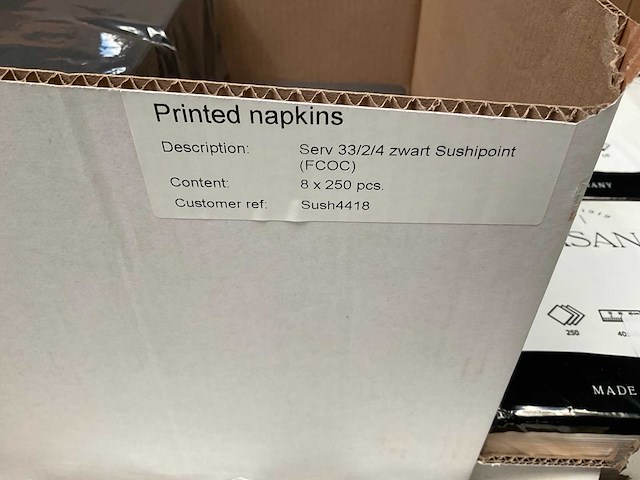 Printed napkins
Description: Serv 33/2/4 zwart Sushipoint
(FCOC)
Content: 8 x 250 pcs.
Customer ref: Sush4418
250
40
MADE